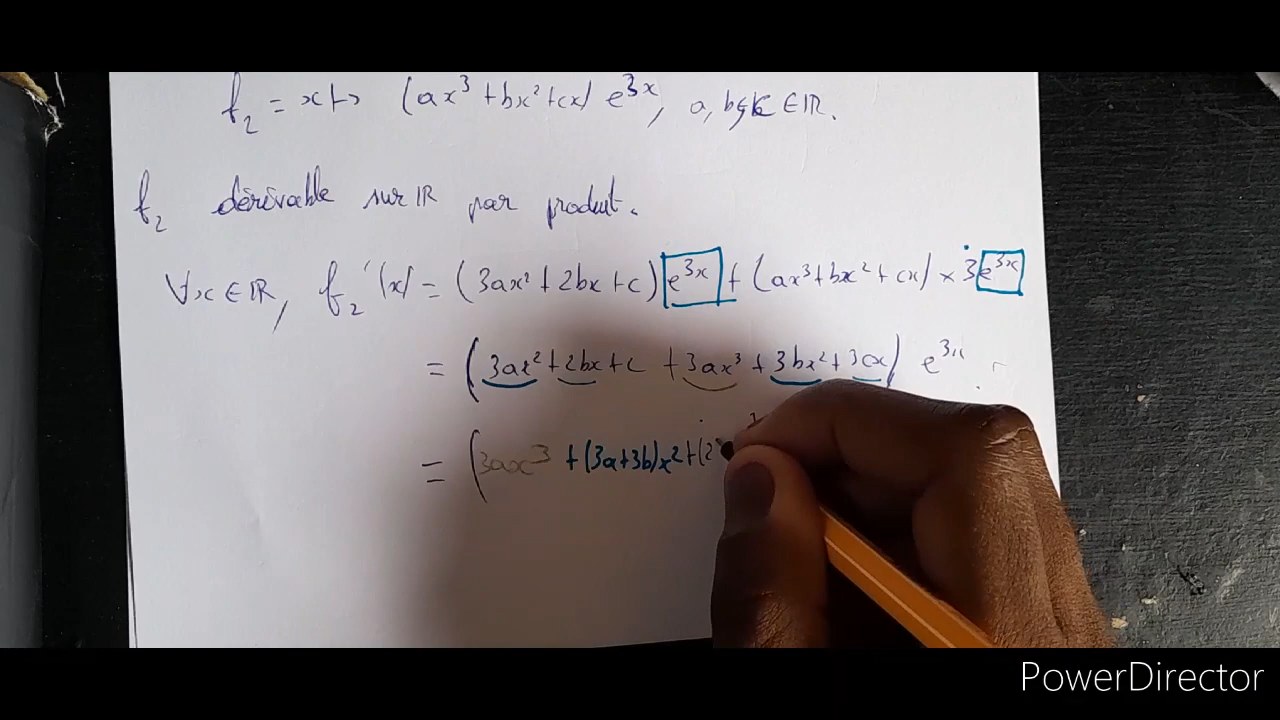 f₂ = x ↦ (ax³ + bx² + cx) e³ˣ, a, b, c ∈ ℝ.
f₂ dérivable sur ℝ par produit.
∀x ∈ ℝ, f₂'(x) = (3ax² + 2bx + c) e³ˣ + (ax³ + bx² + cx) × 3e³ˣ
= (3ax² + 2bx + c + 3ax³ + 3bx² + 3cx) e³ˣ
= (3ax³ + (3a+3b)x² + (2
PowerDirector